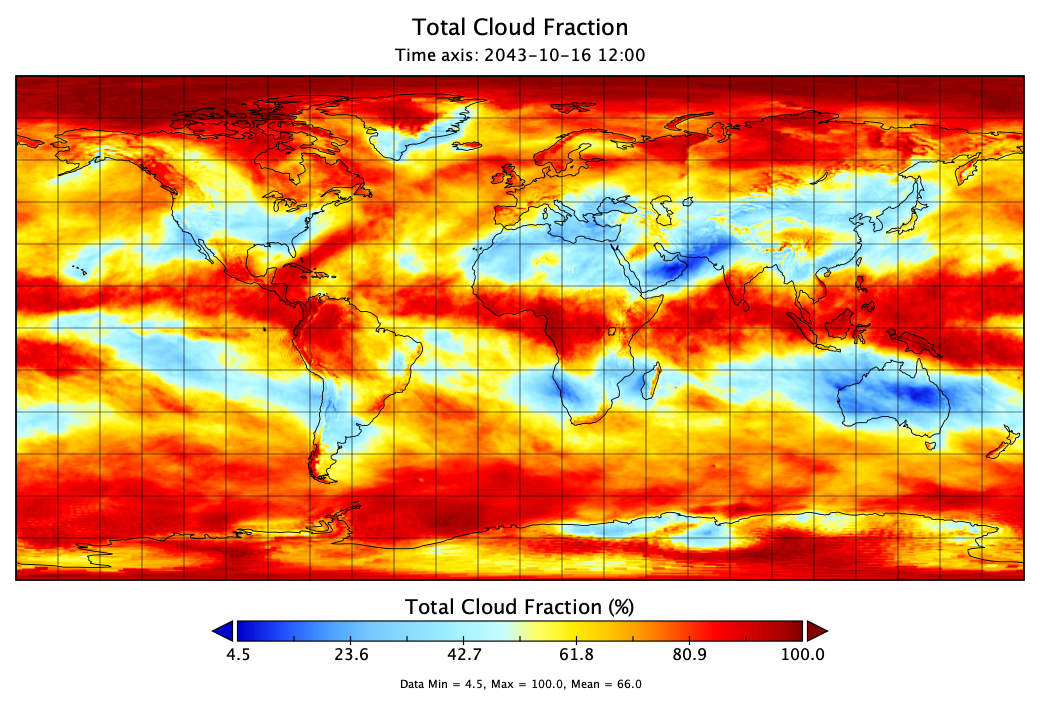 Total Cloud Fraction
Time axis: 2043-10-16 12:00
Total Cloud Fraction (%)
4.5 23.6 42.7 61.8 80.9 100.0
Data Min = 4.5, Max = 100.0, Mean = 66.0